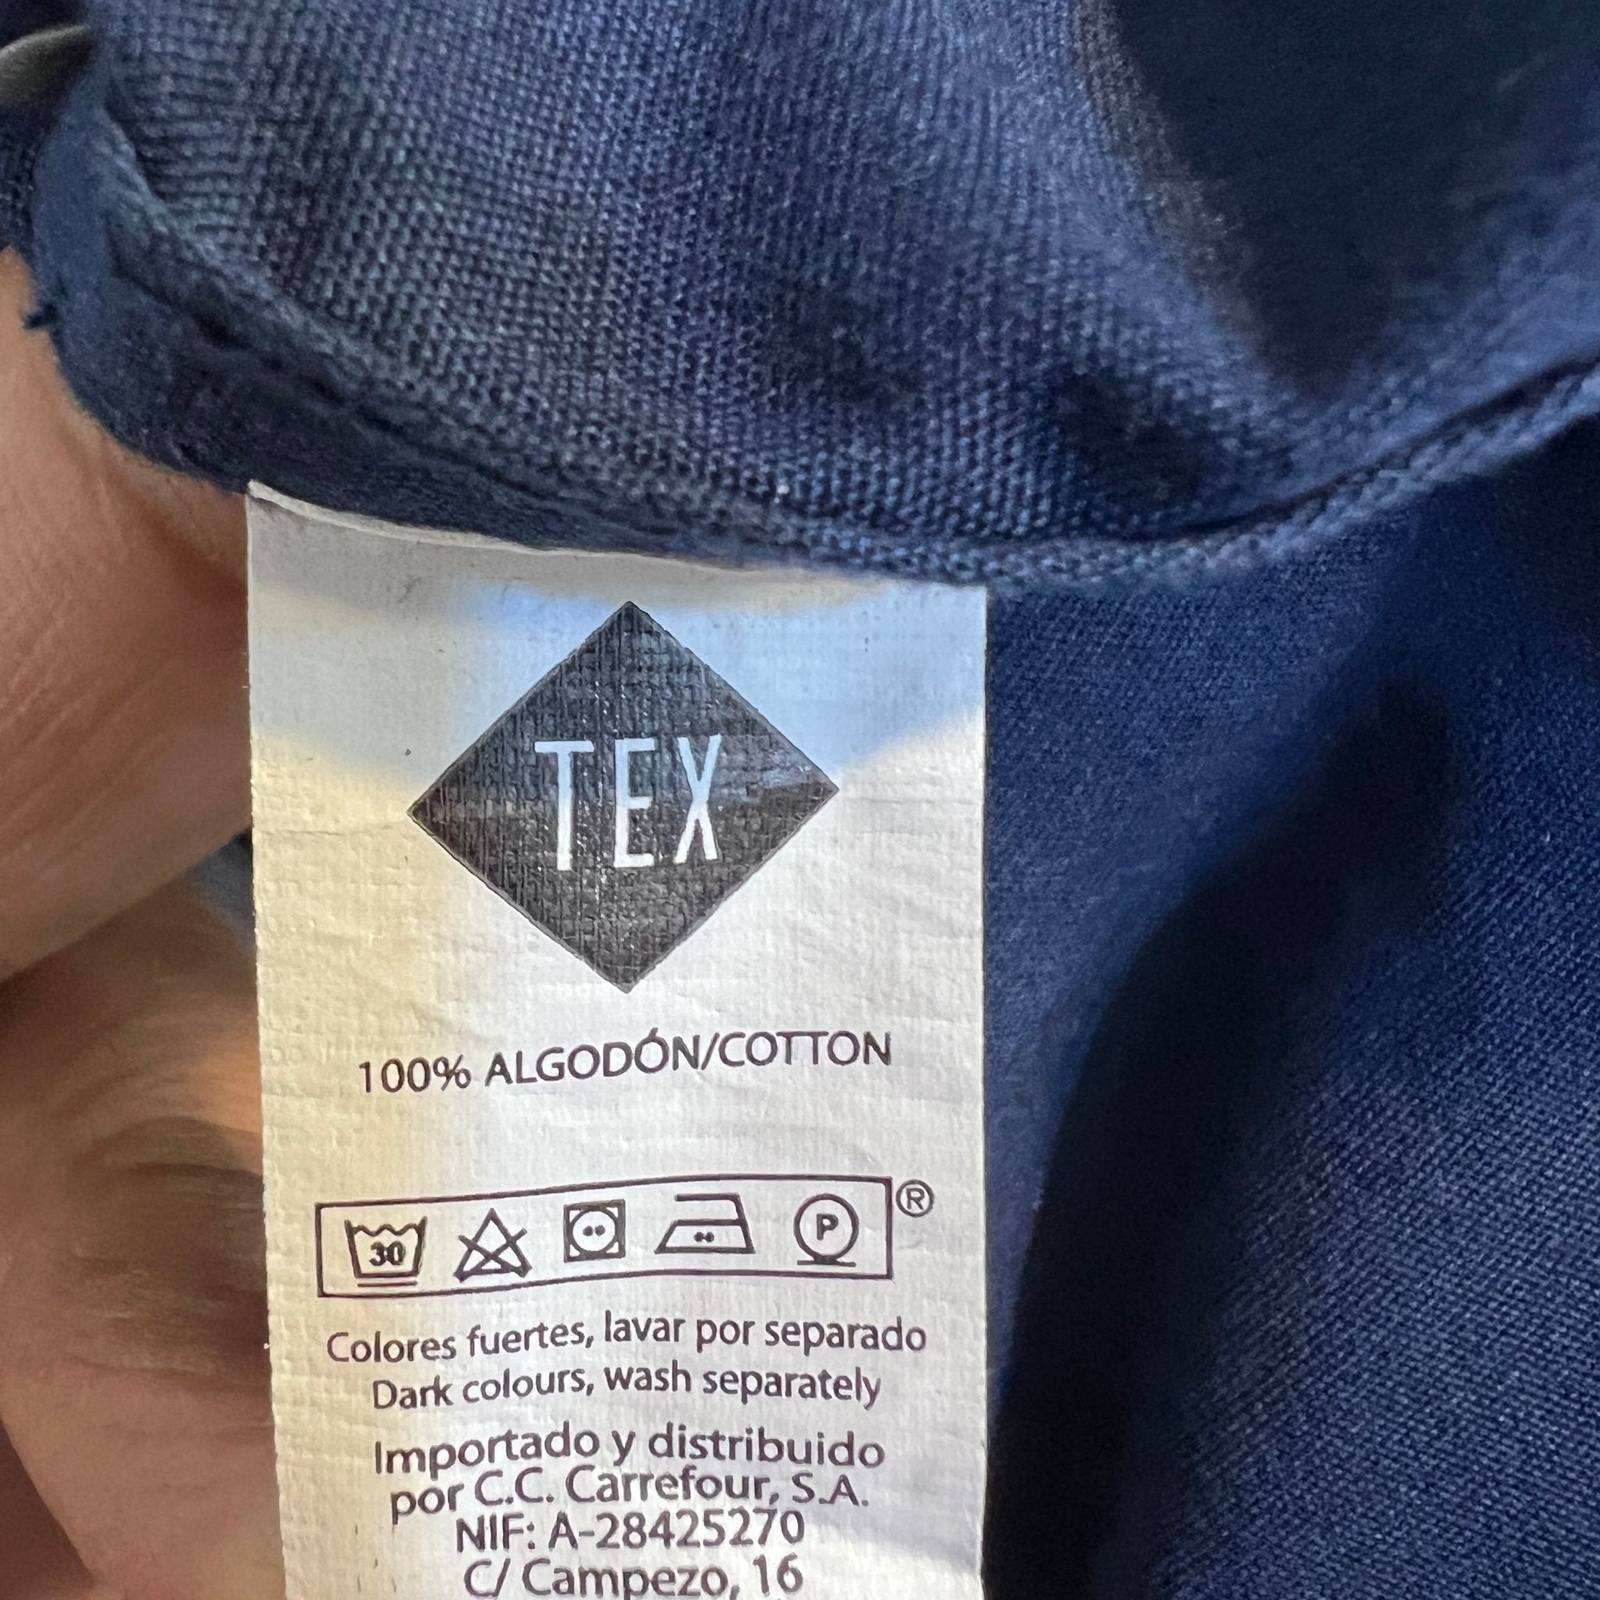 TEX
100% ALGODÓN/COTTON
30 P ®
Colores fuertes, lavar por separado
Dark colours, wash separately
Importado y distribuido
por C.C. Carrefour, S.A.
NIF: A-28425270
C/ Campezo, 16